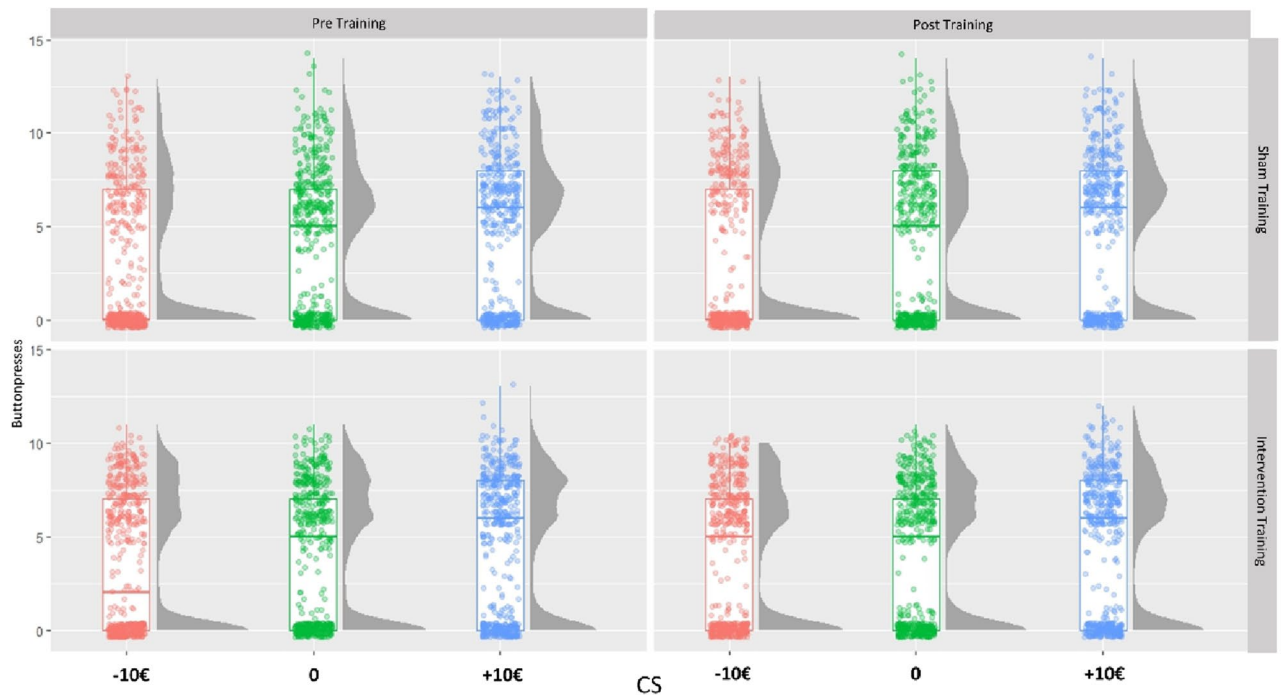 Pre Training
Post Training
15
10
5
0
Sham Training
Buttonpresses
15
10
5
0
Intervention Training
-10€
0
+10€
-10€
0
+10€
CS